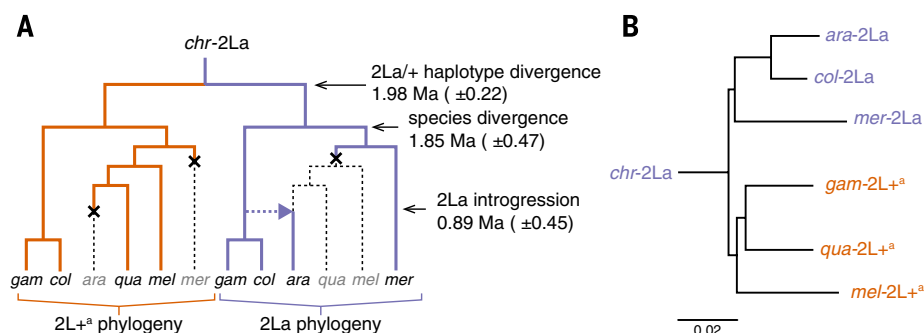 A
chr-2La
2La/+ haplotype divergence
1.98 Ma ( ±0.22)
species divergence
1.85 Ma (±0.47)
2La introgression
0.89 Ma (±0.45)
gam col ara qua mel mer
gam col ara qua mel mer
2L+ᵃ phylogeny
2La phylogeny
B
ara-2La
col-2La
mer-2La
chr-2La
gam-2L+ᵃ
qua-2L+ᵃ
mel-2L+ᵃ
0.02